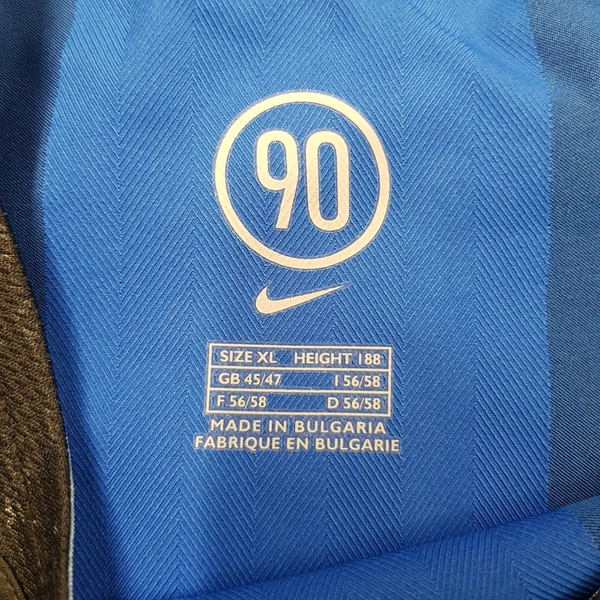 90
SIZE XL HEIGHT 188
GB 45/47 I 56/58
F 56/58 D 56/58
MADE IN BULGARIA
FABRIQUE EN BULGARIE